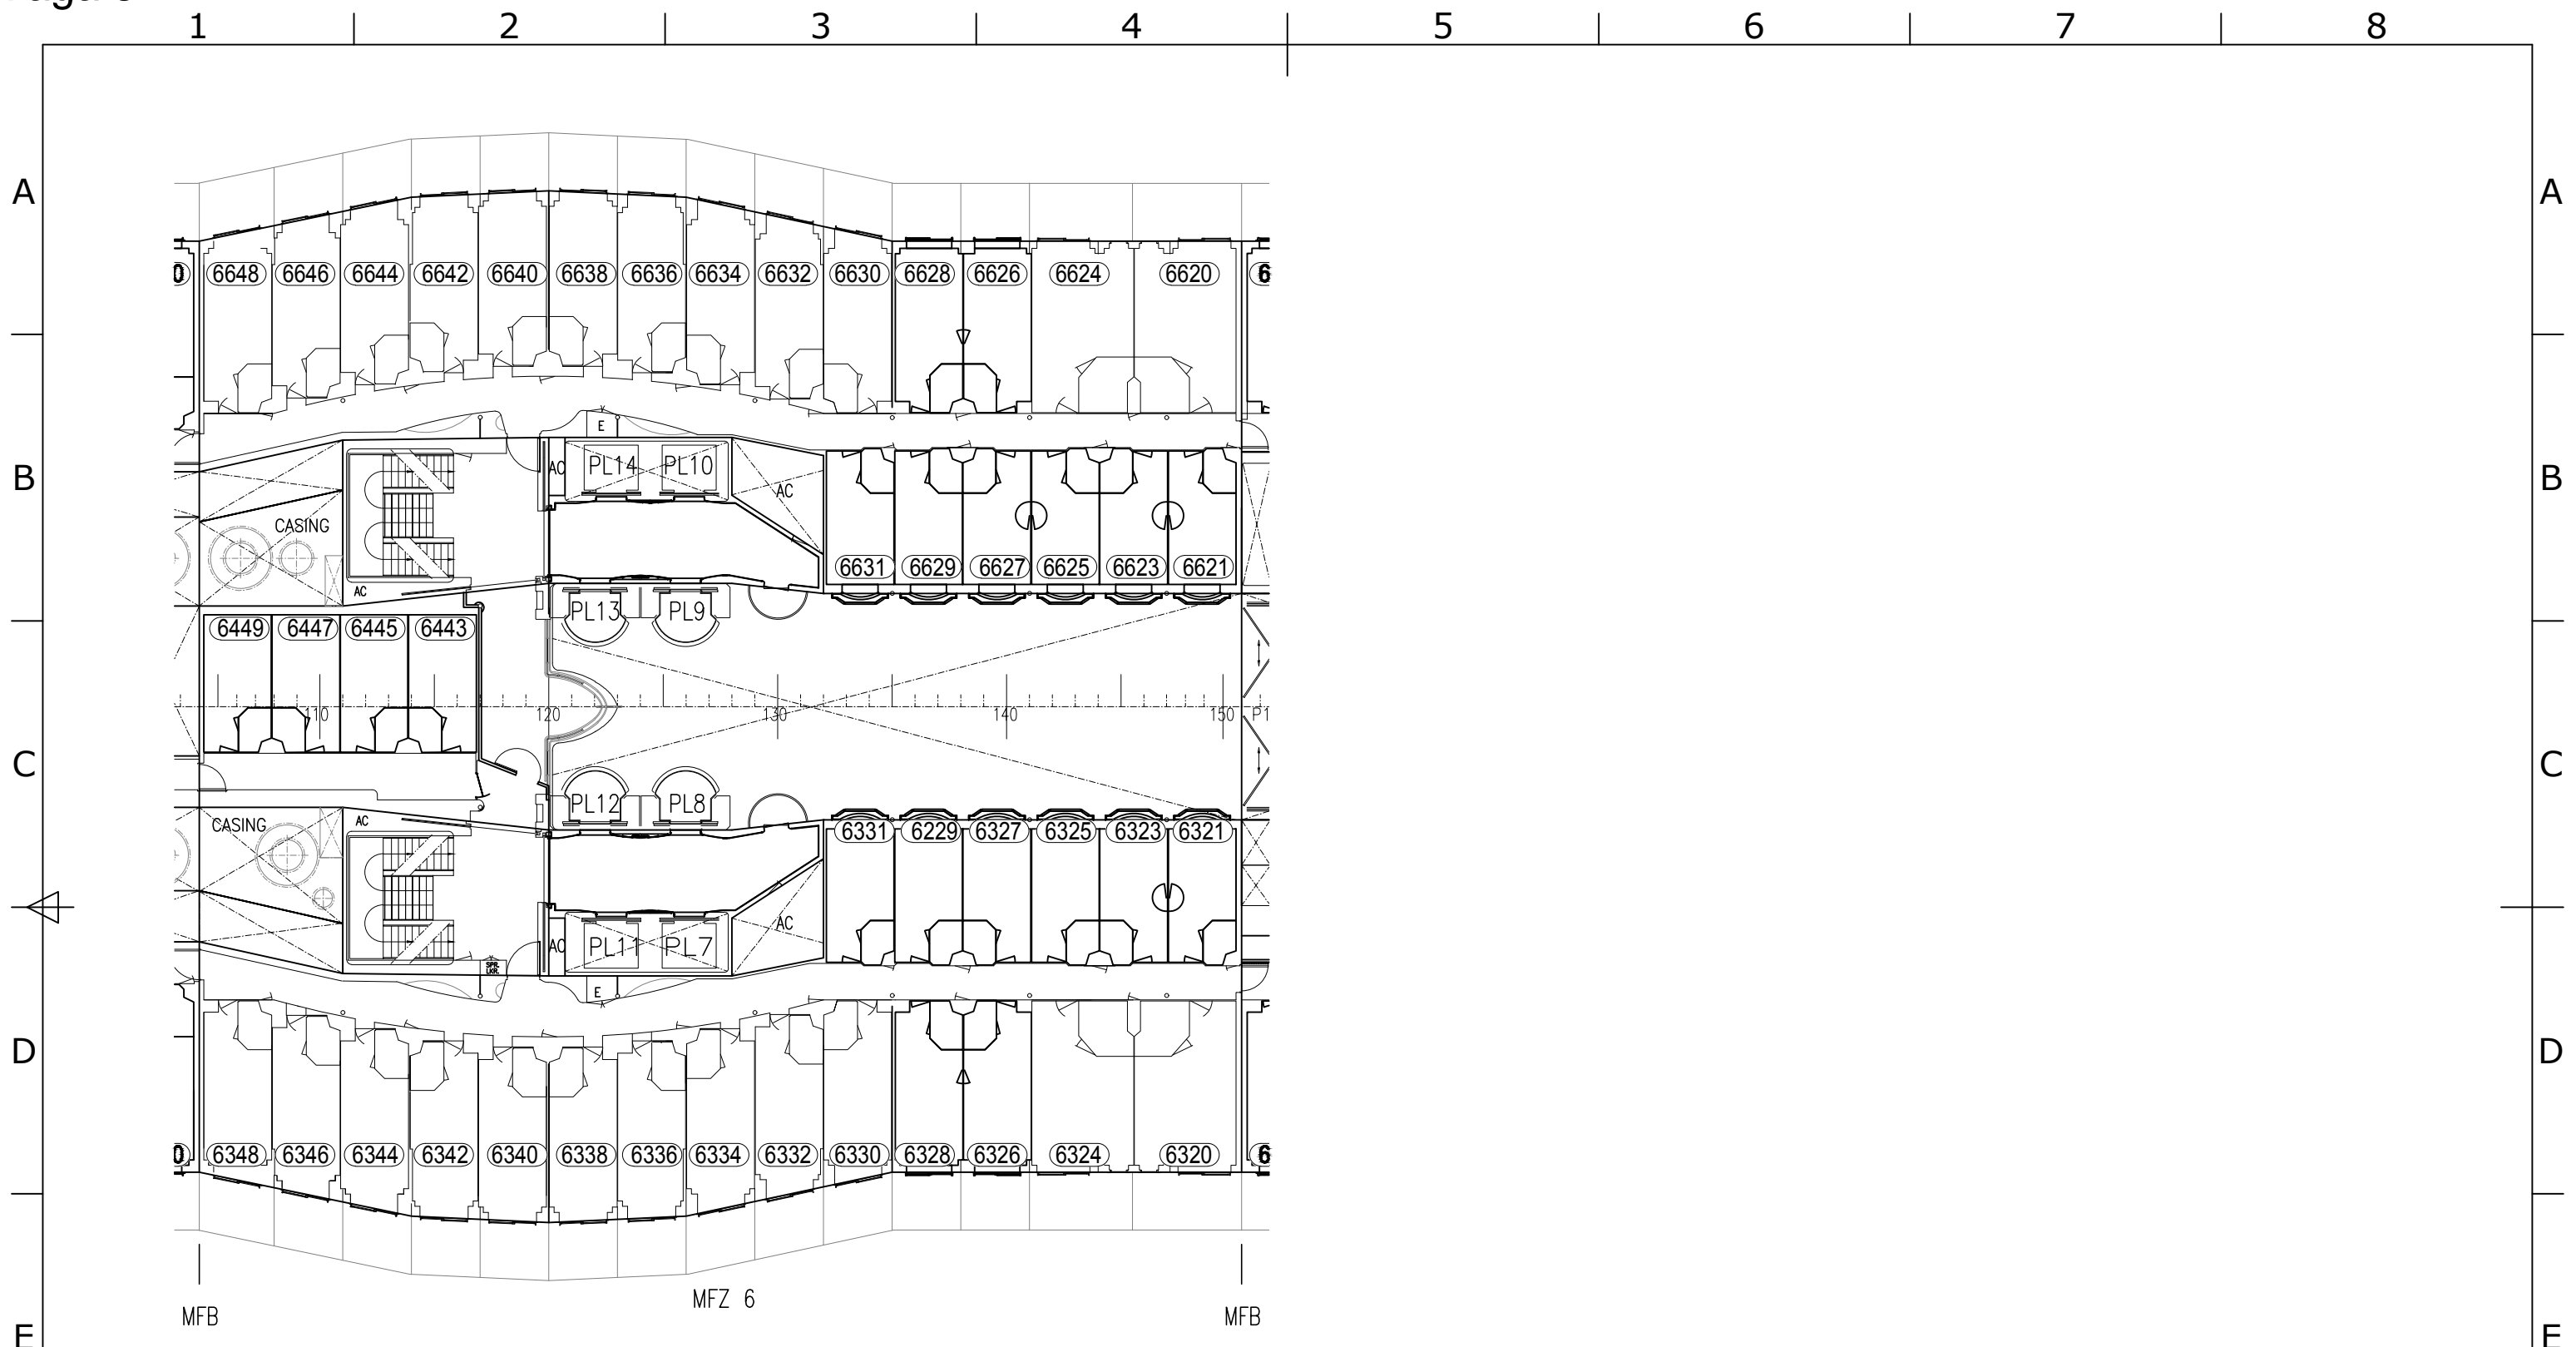 1 2 3 4 5 6 7 8
A A
6648 6646 6644 6642 6640 6638 6636 6634 6632 6630 6628 6626 6624 6620
E
B B
AC PL14 PL10 AC
CASING
6631 6629 6627 6625 6623 6621
AC
PL13 PL9
6449 6447 6445 6443
110 120 130 140 150
C C
PL12 PL8
CASING AC
6331 6229 6327 6325 6323 6321
AC
AC PL11 PL7
SPR. LKR.
E
D D
6348 6346 6344 6342 6340 6338 6336 6334 6332 6330 6328 6326 6324 6320
MFZ 6
MFB MFB